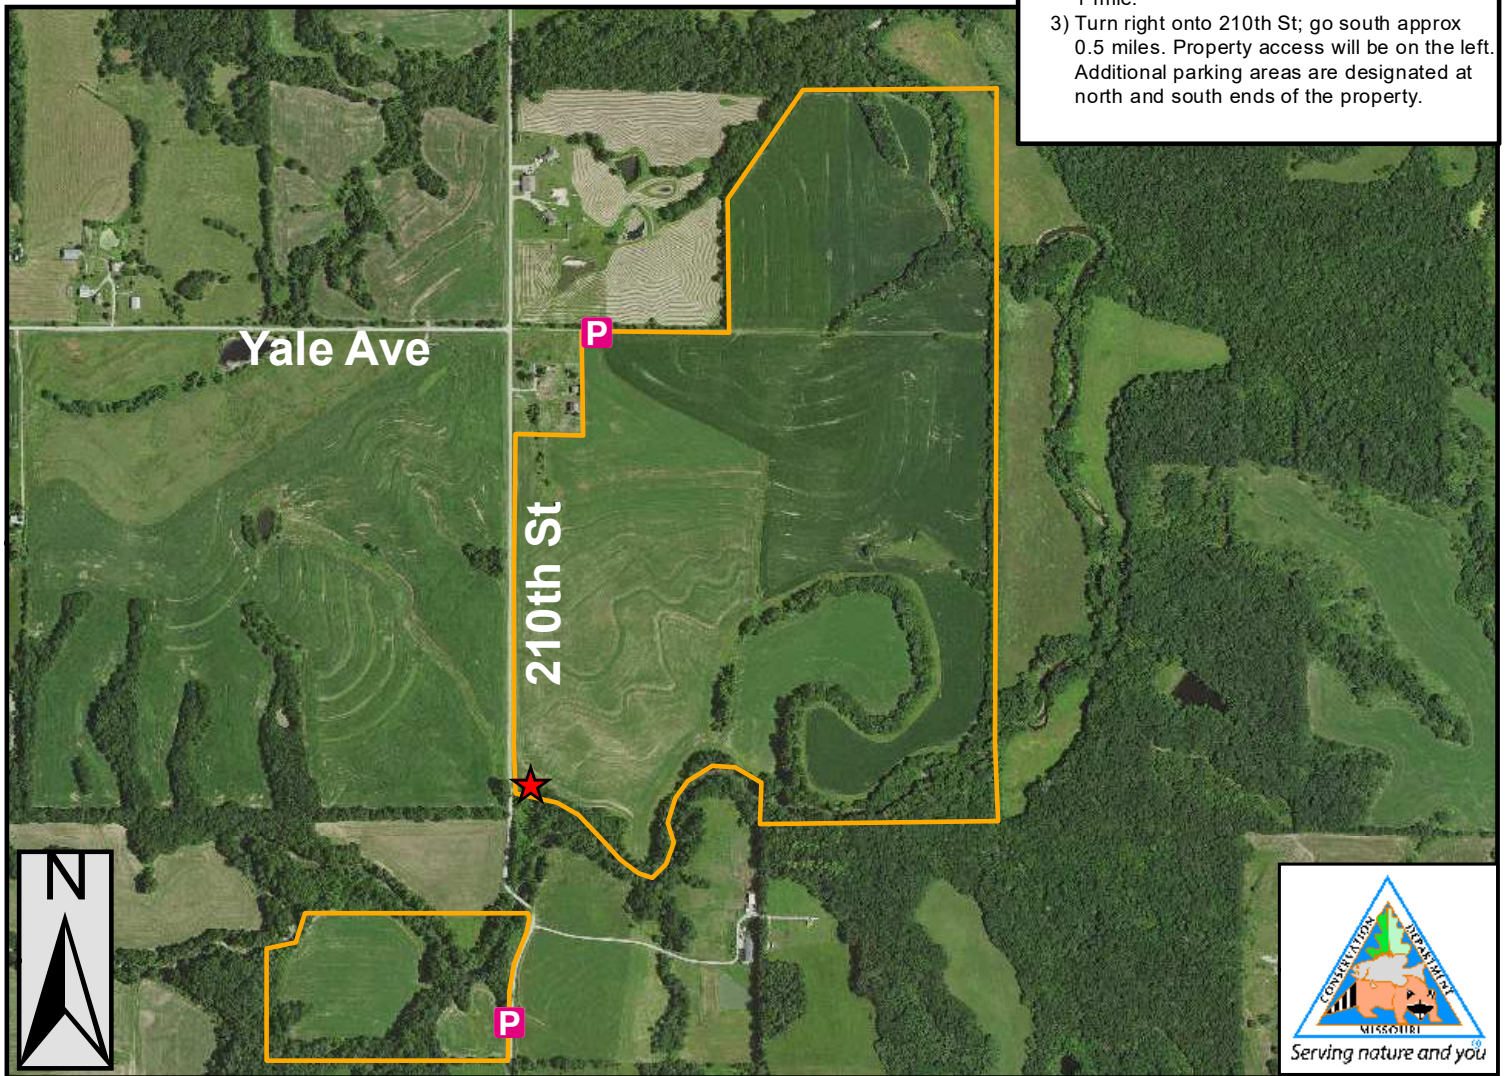 1 mile.
3) Turn right onto 210th St; go south approx
0.5 miles. Property access will be on the left.
Additional parking areas are designated at
north and south ends of the property.
P
Yale Ave
210th St
N
P
CONSERVATION
DEPARTMENT
MISSOURI
Serving nature and you